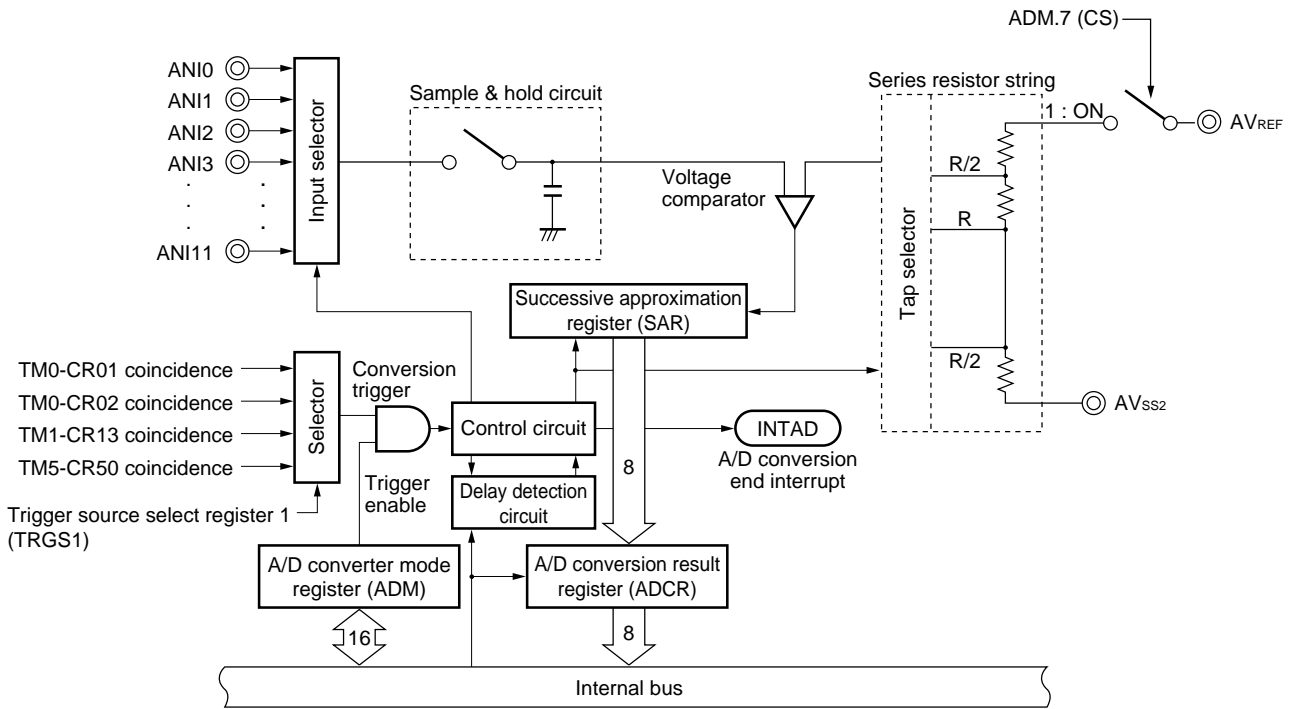 ADM.7 (CS)
ANI0
ANI1
ANI2
ANI3
ANI11
Input selector
Sample & hold circuit
Series resistor string
1 : ON
AVREF
Voltage
comparator
Tap selector
R/2
R
R/2
AVSS2
Successive approximation
register (SAR)
TM0-CR01 coincidence
TM0-CR02 coincidence
TM1-CR13 coincidence
TM5-CR50 coincidence
Selector
Conversion
trigger
Control circuit
INTAD
A/D conversion
end interrupt
8
Trigger
enable
Delay detection
circuit
Trigger source select register 1
(TRGS1)
A/D converter mode
register (ADM)
A/D conversion result
register (ADCR)
16
8
Internal bus